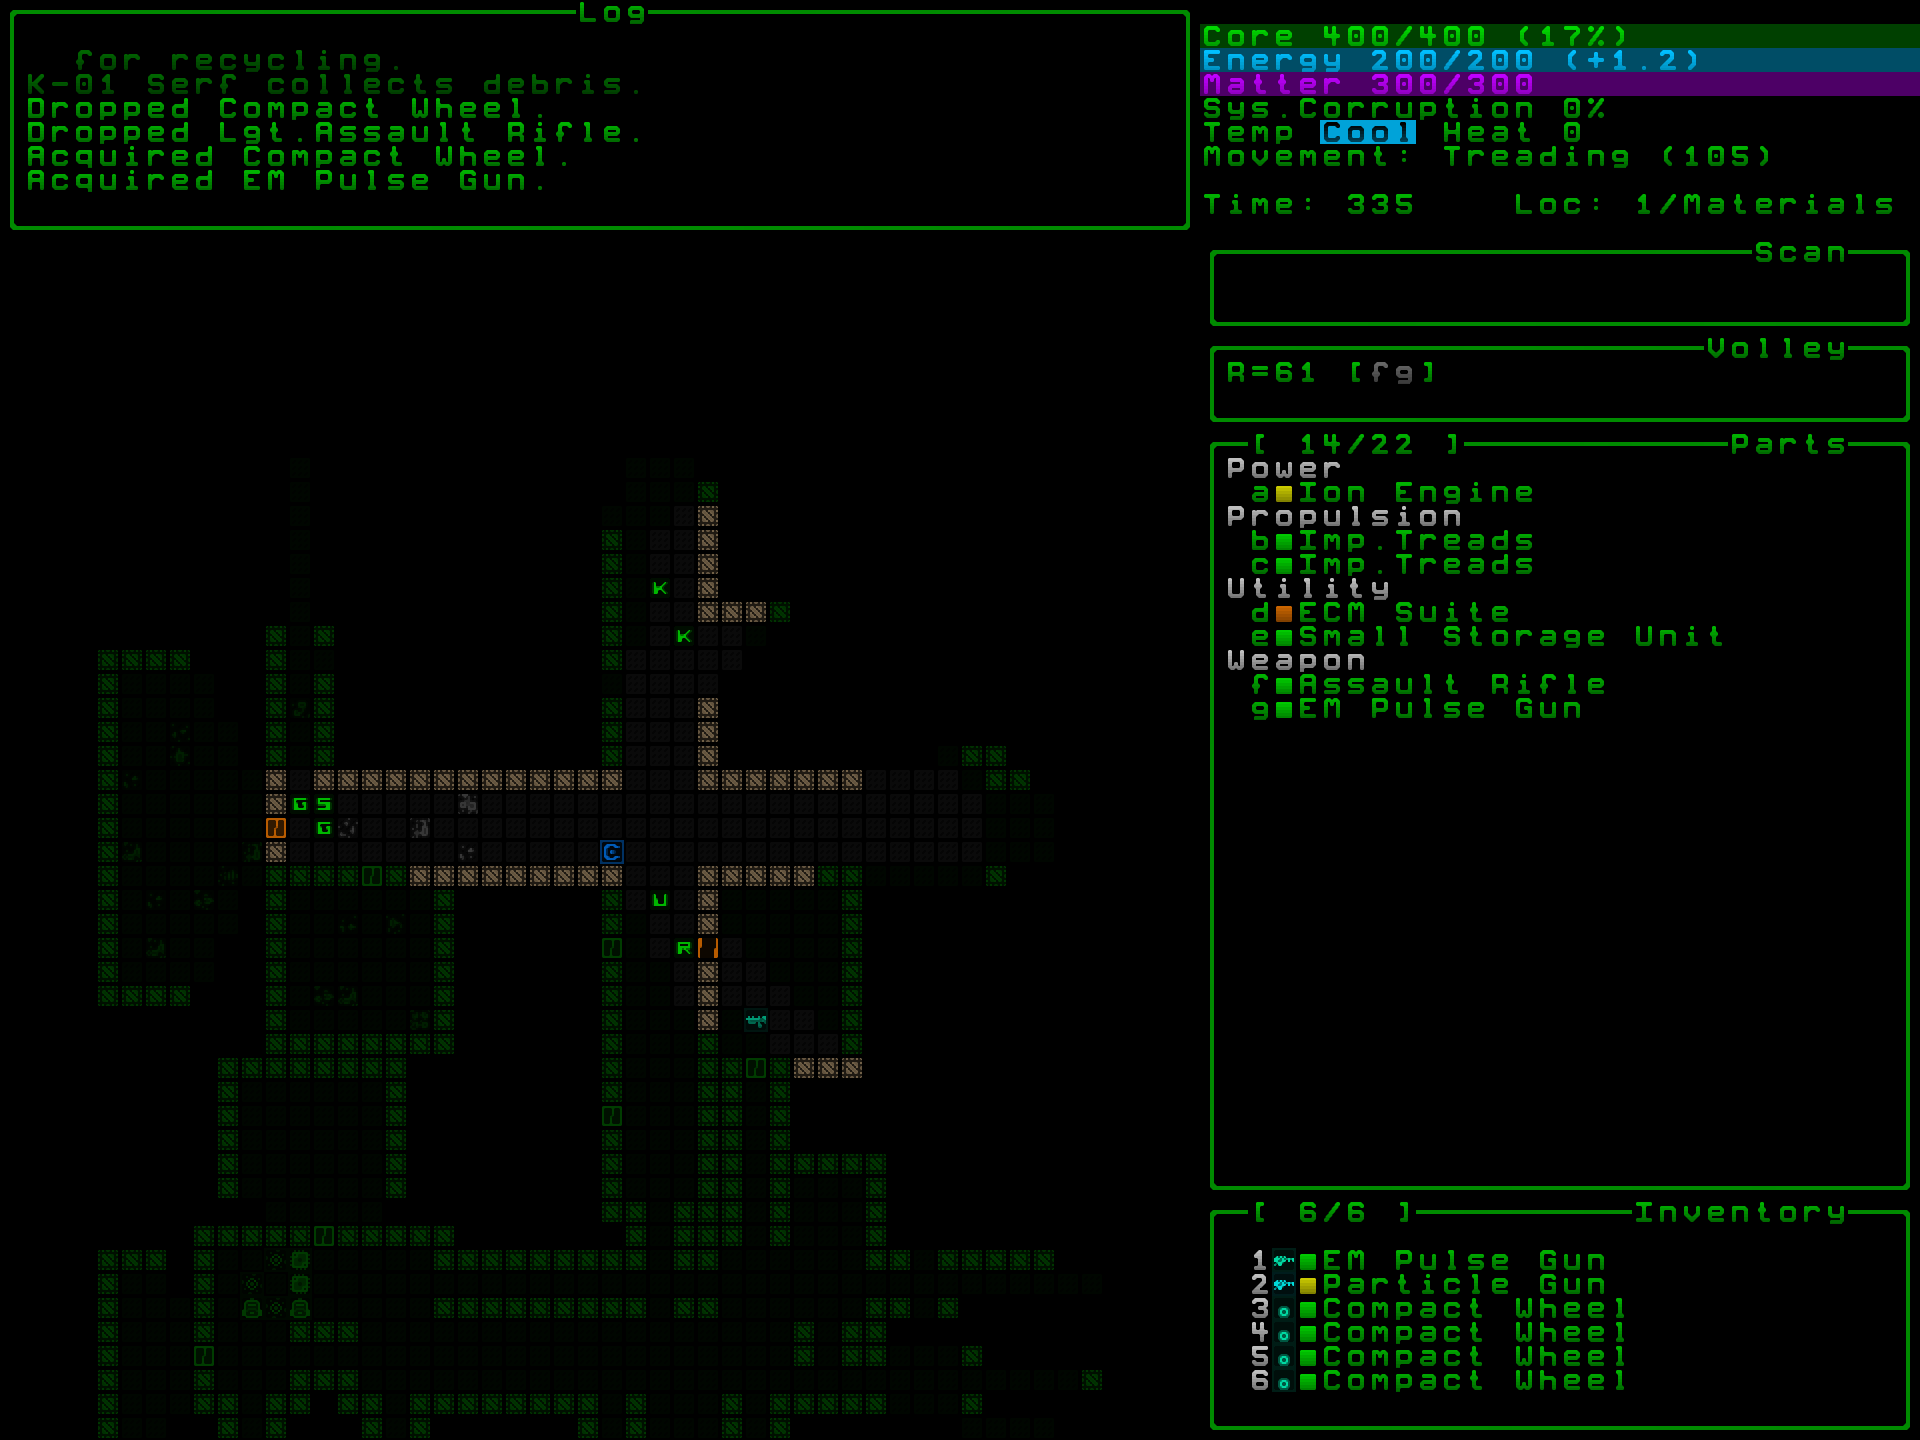 Log
for recycling.
K-01 Serf collects debris.
Dropped Compact Wheel.
Dropped Lgt.Assault Rifle.
Acquired Compact Wheel.
Acquired EM Pulse Gun.
Core 400/400 (17%)
Energy 200/200 (+1.2)
Matter 300/300
Sys.Corruption 0%
Temp Cool Heat 0
Movement: Treading (105)
Time: 335 Loc: 1/Materials
Scan
Volley
R=61 [fg]
[ 14/22 ] Parts
Power
a Ion Engine
Propulsion
b Imp.Treads
c Imp.Treads
Utility
d ECM Suite
e Small Storage Unit
Weapon
f Assault Rifle
g EM Pulse Gun
K
K
G S
G
C
U
R
[ 6/6 ] Inventory
1 EM Pulse Gun
2 Particle Gun
3 Compact Wheel
4 Compact Wheel
5 Compact Wheel
6 Compact Wheel